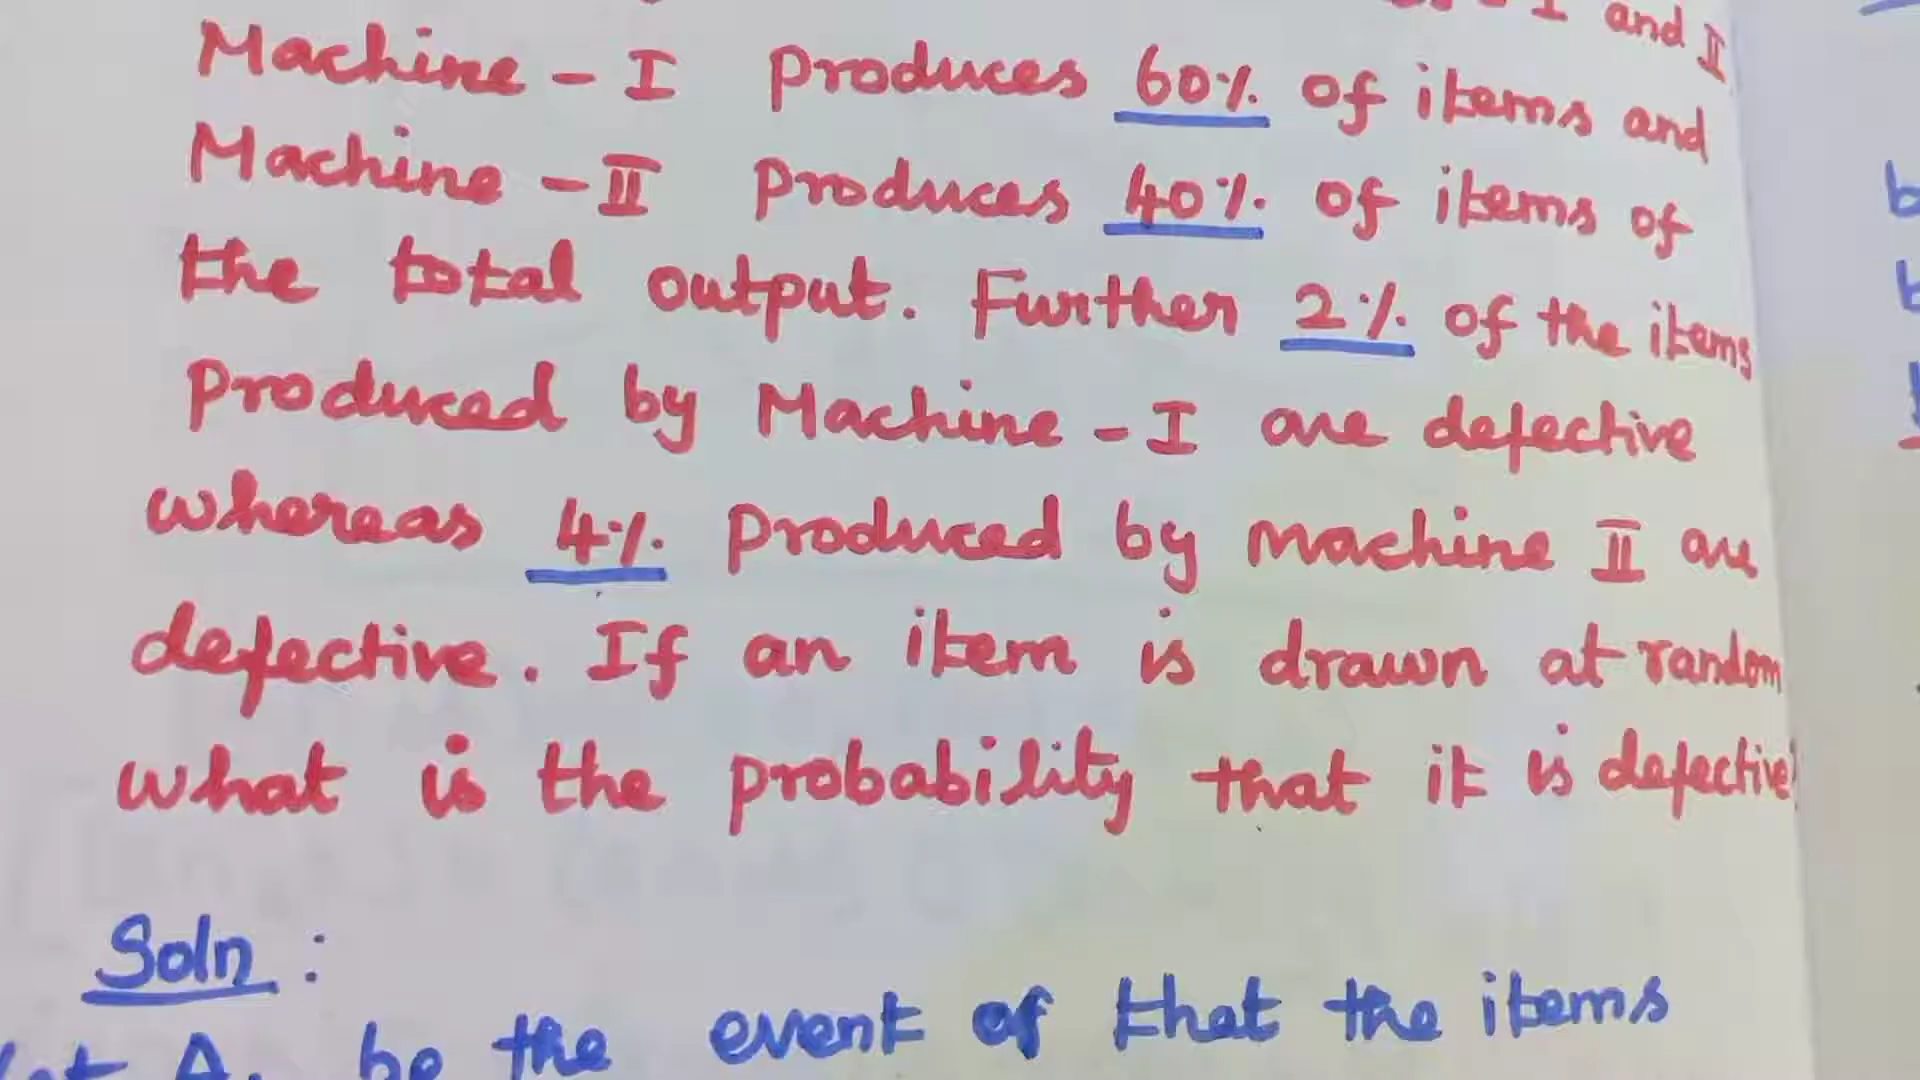 I and II
Machine - I produces 60% of items and
Machine - II produces 40% of items of
the total output. Further 2% of the items
produced by Machine - I are defective
whereas 4% produced by machine II are
defective. If an item is drawn at random
what is the probability that it is defective?
Soln :
be the event of that the items